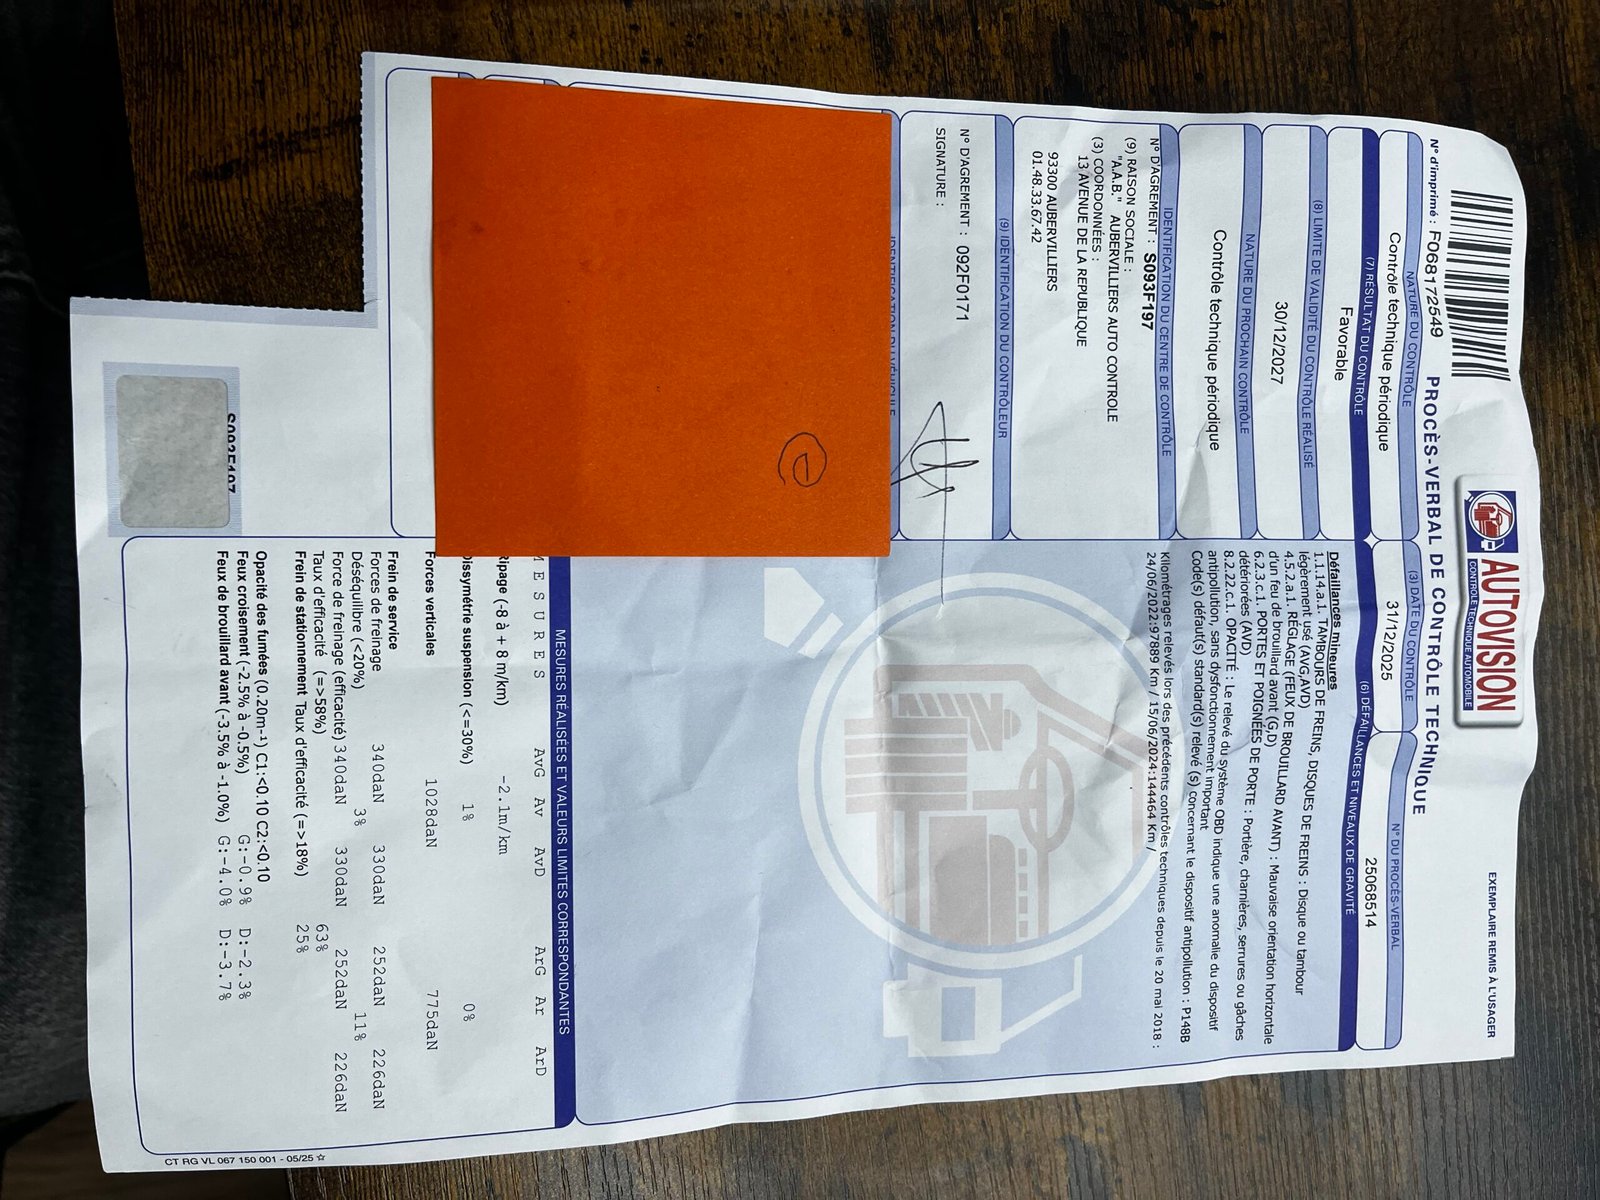 AUTOVISION
CONTRÔLE TECHNIQUE AUTOMOBILE
EXEMPLAIRE REMIS À L'USAGER
N° d'imprimé : F068172549
PROCÈS-VERBAL DE CONTRÔLE TECHNIQUE
NATURE DU CONTRÔLE
Contrôle technique périodique
(3) DATE DU CONTRÔLE
31/12/2025
N° DU PROCÈS-VERBAL
25068514
(7) RÉSULTAT DU CONTRÔLE
Favorable
(8) LIMITE DE VALIDITÉ DU CONTRÔLE RÉALISÉ
30/12/2027
NATURE DU PROCHAIN CONTRÔLE
Contrôle technique périodique
IDENTIFICATION DU CENTRE DE CONTRÔLE
N° D'AGREMENT : S093F197
(9) RAISON SOCIALE :
"A.A.B." AUBERVILLIERS AUTO CONTROLE
(3) COORDONNÉES :
13 AVENUE DE LA REPUBLIQUE
93300 AUBERVILLIERS
01.48.33.67.42
(9) IDENTIFICATION DU CONTRÔLEUR
N° D'AGREMENT : 092F0171
SIGNATURE :
IDENTIFICATION DU VÉHICULE
(6) DÉFAILLANCES ET NIVEAUX DE GRAVITÉ
Défaillances mineures
1.1.14.a.1. TAMBOURS DE FREINS, DISQUES DE FREINS : Disque ou tambour
légèrement usé (AVG,AVD)
4.5.2.a.1. RÉGLAGE (FEUX DE BROUILLARD AVANT) : Mauvaise orientation horizontale
d'un feu de brouillard avant (G,D)
6.2.3.c.1. PORTES ET POIGNÉES DE PORTE : Portière, charnières, serrures ou gâches
détériorées (AVD)
8.2.22.c.1. OPACITÉ : Le relevé du système OBD indique une anomalie du dispositif
antipollution, sans dysfonctionnement important
Code(s) défaut(s) standard(s) relevé (s) concernant le dispositif antipollution : P148B
Kilométrages relevés lors des précédents contrôles techniques depuis le 20 mai 2018 :
24/06/2022:97889 Km / 15/06/2024:144464 Km /
MESURES RÉALISÉES ET VALEURS LIMITES CORRESPONDANTES
MESURES AvG Av AvD ArG Ar ArD
Ripage (-8 à + 8 m/km) -2.1m/km
Dissymétrie suspension (<=30%) 1% 0%
Forces verticales 1028daN 775daN
Frein de service
Forces de freinage 340daN 330daN 252daN 226daN
Déséquilibre (<20%) 3% 11%
Force de freinage (efficacité) 340daN 330daN 252daN 226daN
Taux d'efficacité (=>58%) 63%
Frein de stationnement Taux d'efficacité (=>18%) 25%
Opacité des fumées (0.20m-¹) C1:<0,10 C2:<0,10
Feux croisement (-2.5% à -0.5%) G:-0.9% D:-2.3%
Feux de brouillard avant (-3.5% à -1.0%) G:-4.0% D:-3.7%
S093F197
CT RG VL 067 150 001 - 05/25 ☆